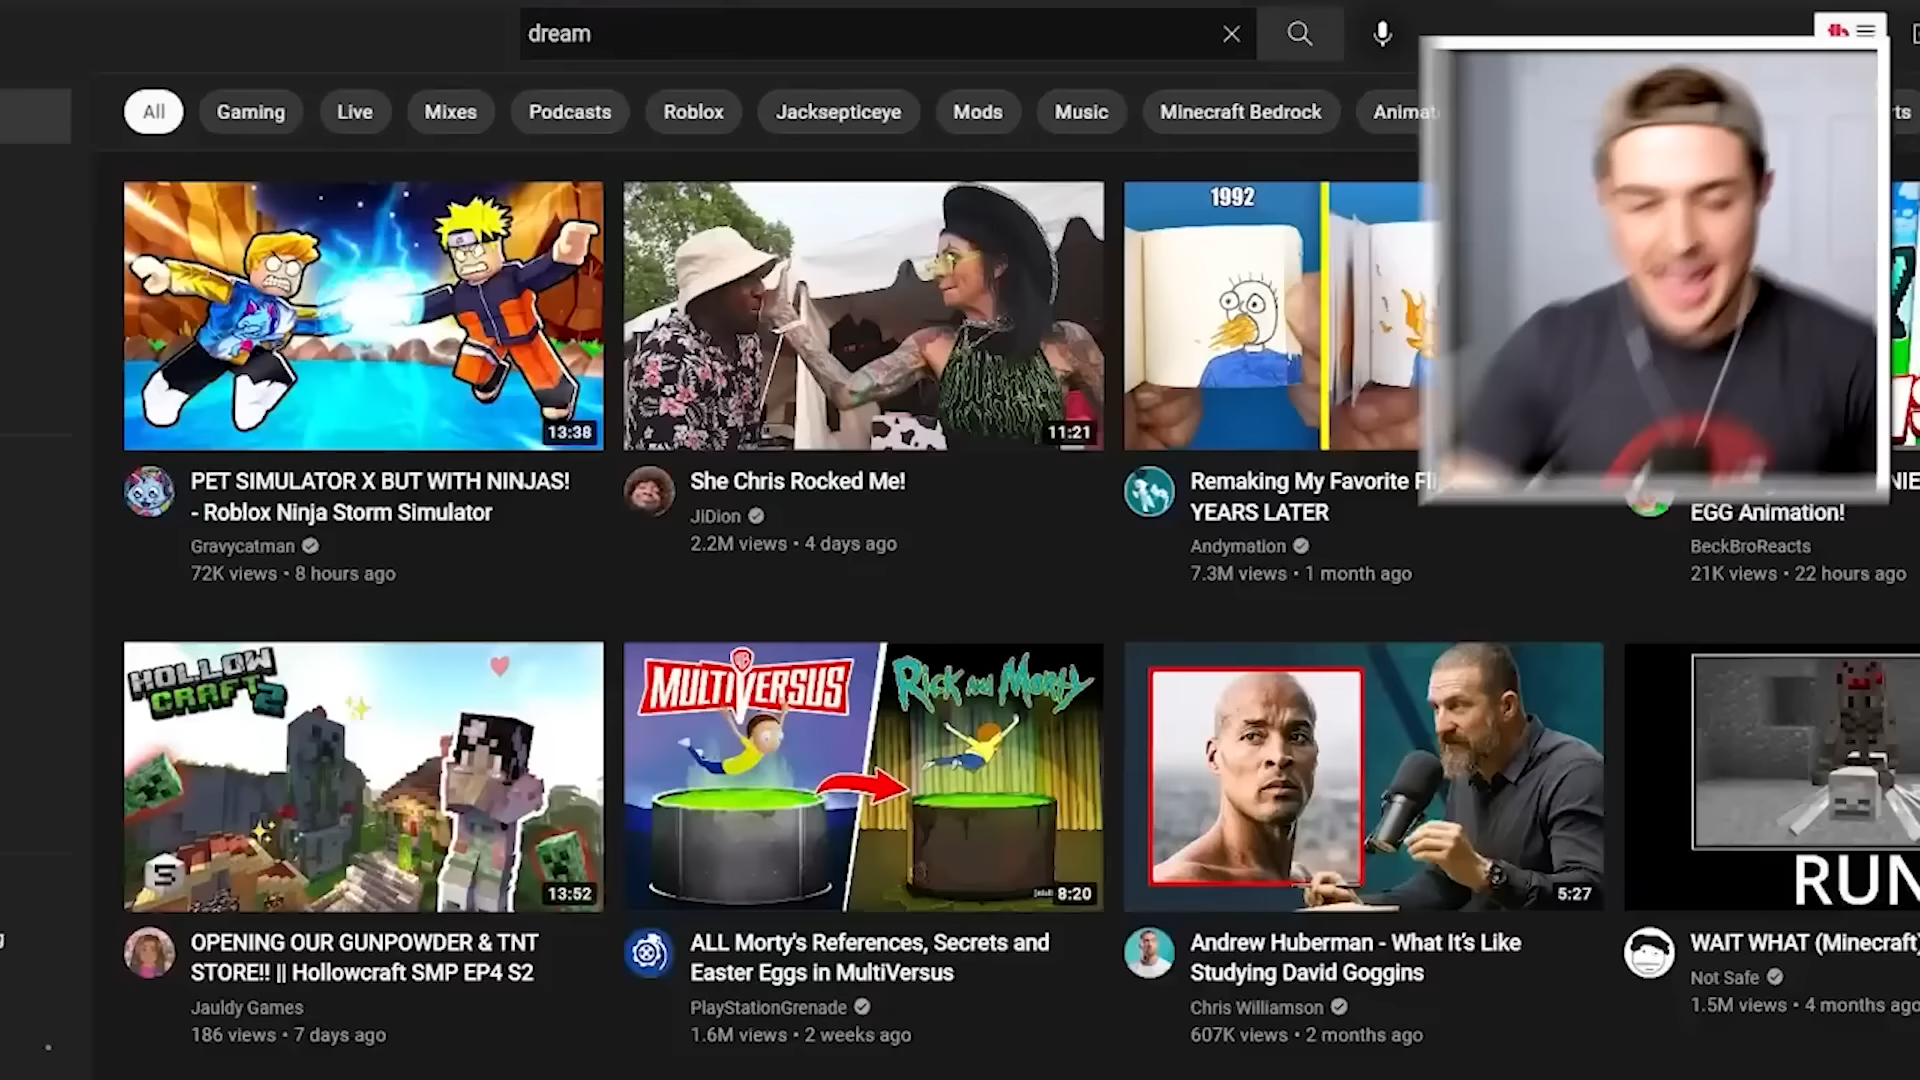 dream
All
Gaming
Live
Mixes
Podcasts
Roblox
Jacksepticeye
Mods
Music
Minecraft Bedrock
Animat
ts
1992
13:38
11:21
PET SIMULATOR X BUT WITH NINJAS!
- Roblox Ninja Storm Simulator
Gravycatman
72K views • 8 hours ago
She Chris Rocked Me!
JiDion
2.2M views • 4 days ago
Remaking My Favorite Fli
YEARS LATER
Andymation
7.3M views • 1 month ago
NIE
EGG Animation!
BeckBroReacts
21K views • 22 hours ago
HOLLOW
CRAFT 2
S
13:52
MULTIVERSUS
RICK AND MORTY
8:20
5:27
RUN
OPENING OUR GUNPOWDER & TNT
STORE!! || Hollowcraft SMP EP4 S2
Jauldy Games
186 views • 7 days ago
ALL Morty's References, Secrets and
Easter Eggs in MultiVersus
PlayStationGrenade
1.6M views • 2 weeks ago
Andrew Huberman - What It's Like
Studying David Goggins
Chris Williamson
607K views • 2 months ago
WAIT WHAT (Minecraft)
Not Safe
1.5M views • 4 months ago